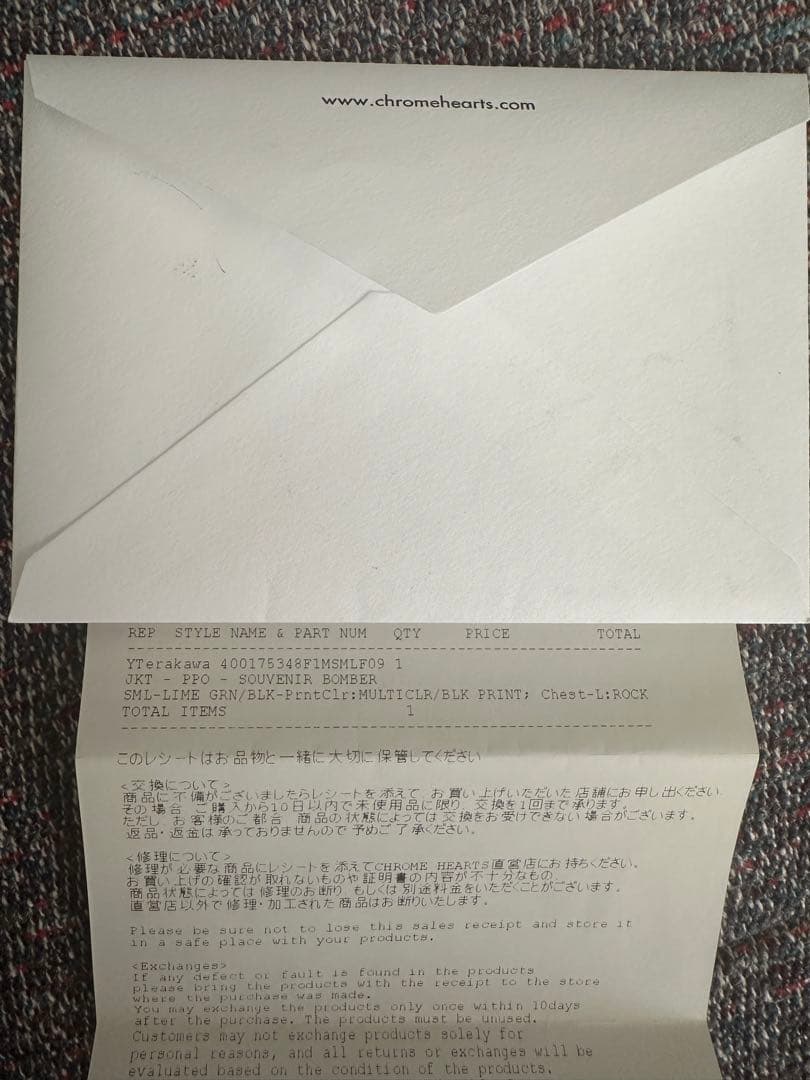 www.chromehearts.com
REP STYLE NAME & PART NUM QTY PRICE TOTAL
YTerakawa 400175348F1MSMLF09 1
JKT - PPO - SOUVENIR BOMBER
SML-LIME GRN/BLK-PrntClr:MULTICLR/BLK PRINT; Chest-L:ROCK
TOTAL ITEMS 1
このレシートはお品物と一緒に大切に保管してください
<交換について>
商品に不備がございましたらレシートを添えて、お買い上げいただいた店舗にお申し出ください.
その場合、ご購入から10日以内で未使用品に限り、交換を1回まで承ります。
ただし、お客様のご都合、商品の状態によっては交換をお受けできない場合がございます。
返品・返金は承っておりませんので予めご了承ください。
<修理について>
修理が必要な商品にレシートを添えてCHROME HEARTS直営店にお持ちください。
お買い上げの確認が取れないものや証明書の内容が不十分なもの、
商品状態によっては修理のお断り、もしくは別途料金をいただくことがございます。
直営店以外で修理・加工された商品はお断りいたします。
Please be sure not to lose this sales receipt and store it
in a safe place with your products.
<Exchanges>
If any defect or fault is found in the products
please bring the products with the receipt to the store
where the purchase was made.
You may exchange the products only once within 10days
after the purchase. The products must be unused.
Customers may not exchange products solely for
personal reasons, and all returns or exchanges will be
evaluated based on the condition of the products.